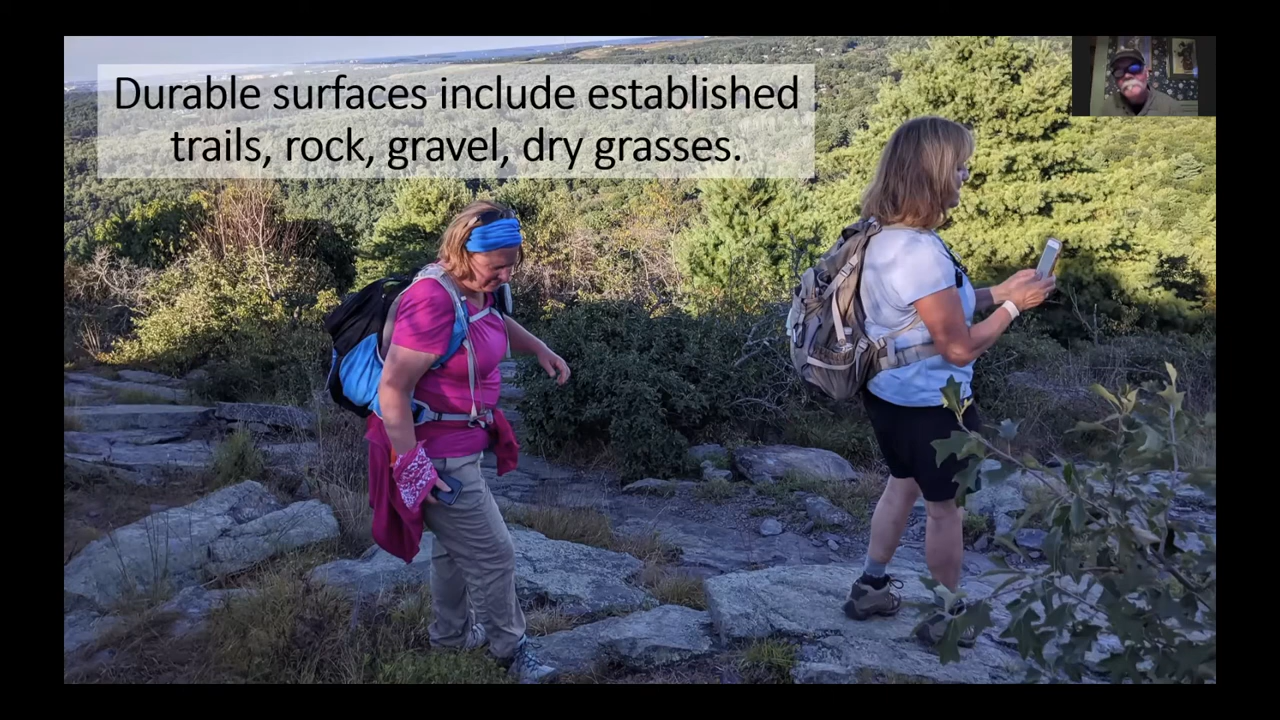 Durable surfaces include established
trails, rock, gravel, dry grasses.